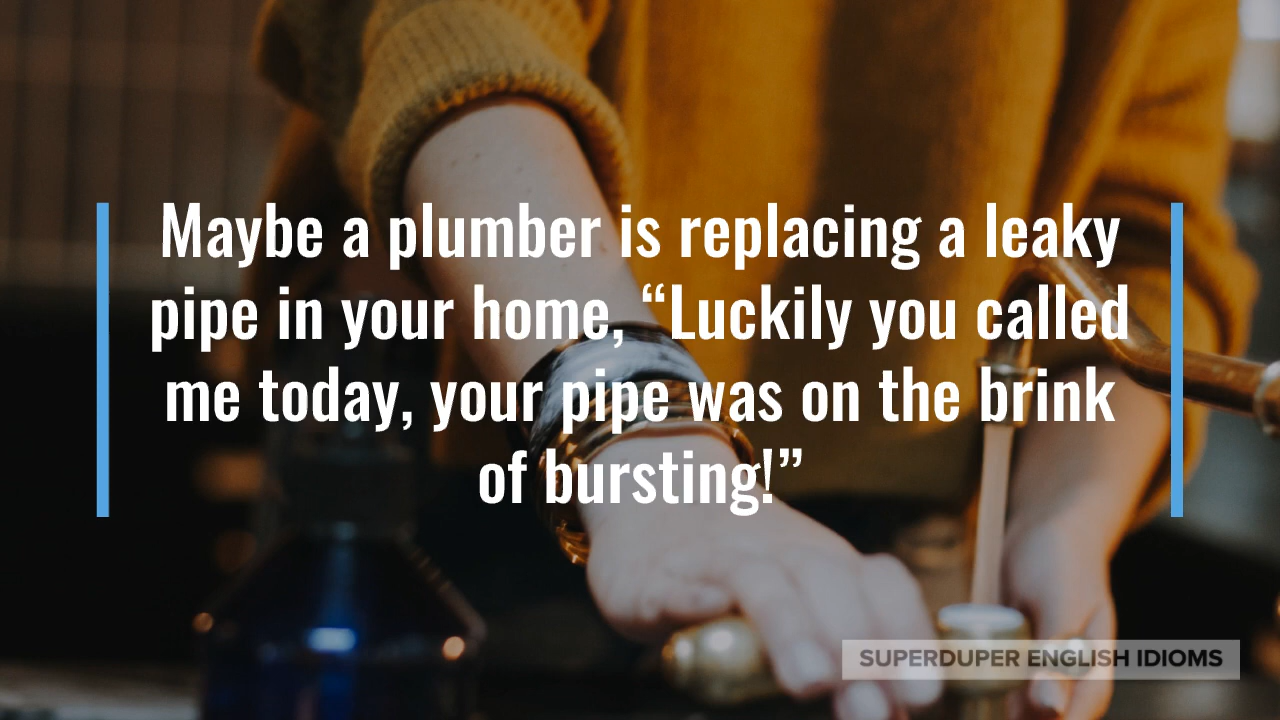 Maybe a plumber is replacing a leaky
pipe in your home, “Luckily you called
me today, your pipe was on the brink
of bursting!”
SUPERDUPER ENGLISH IDIOMS